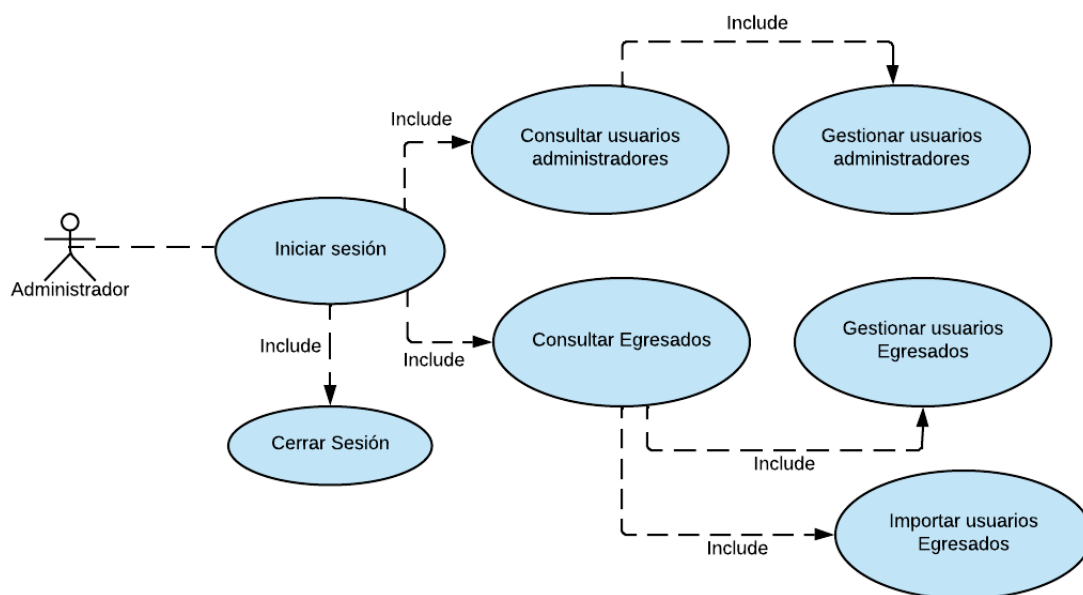 Include
Include
Consultar usuarios
administradores
Gestionar usuarios
administradores
Iniciar sesión
Administrador
Include
Include
Consultar Egresados
Gestionar usuarios
Egresados
Cerrar Sesión
Include
Include
Importar usuarios
Egresados